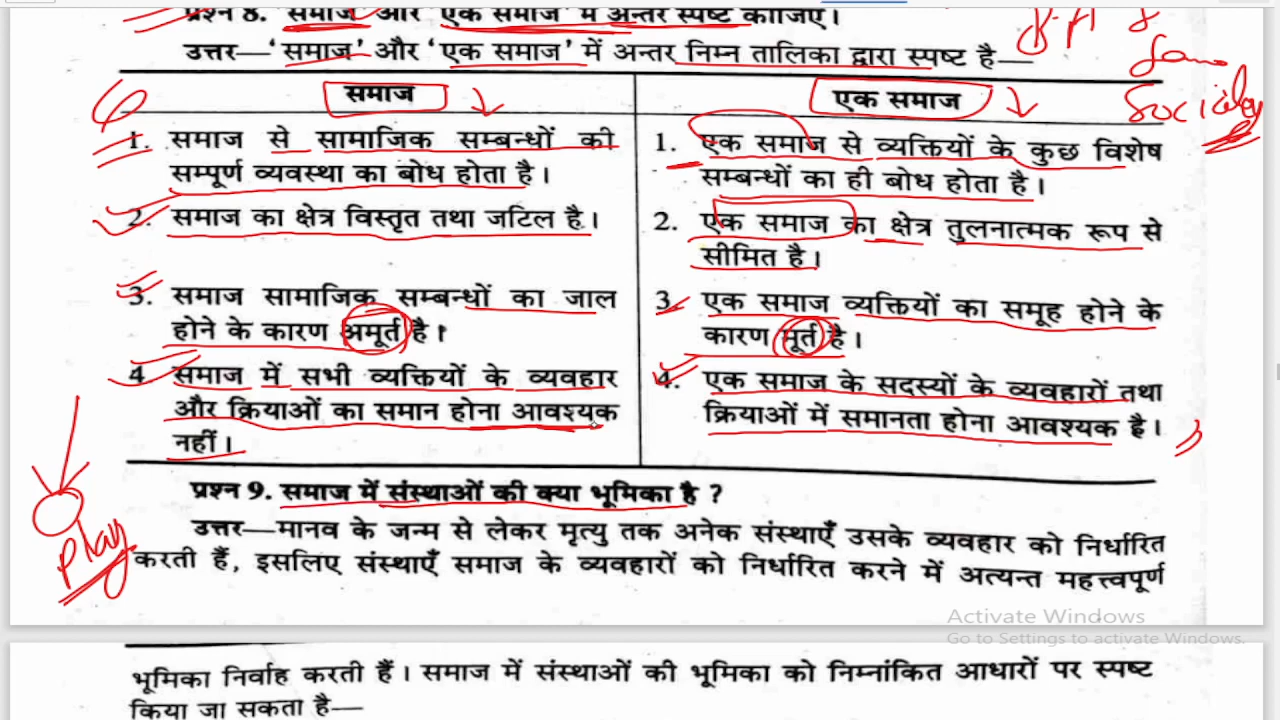 प्रश्न 8. 'समाज' और 'एक समाज' में अन्तर स्पष्ट कीजिए।
उत्तर—'समाज' और 'एक समाज' में अन्तर निम्न तालिका द्वारा स्पष्ट है—
समाज
1. समाज से सामाजिक सम्बन्धों की
सम्पूर्ण व्यवस्था का बोध होता है।
2. समाज का क्षेत्र विस्तृत तथा जटिल है।
3. समाज सामाजिक सम्बन्धों का जाल
होने के कारण अमूर्त है।
4. समाज में सभी व्यक्तियों के व्यवहार
और क्रियाओं का समान होना आवश्यक
नहीं।
एक समाज
1. एक समाज से व्यक्तियों के कुछ विशेष
सम्बन्धों का ही बोध होता है।
2. एक समाज का क्षेत्र तुलनात्मक रूप से
सीमित है।
3. एक समाज व्यक्तियों का समूह होने के
कारण मूर्त है।
4. एक समाज के सदस्यों के व्यवहारों तथा
क्रियाओं में समानता होना आवश्यक है।
प्रश्न 9. समाज में संस्थाओं की क्या भूमिका है ?
उत्तर—मानव के जन्म से लेकर मृत्यु तक अनेक संस्थाएँ उसके व्यवहार को निर्धारित
करती हैं, इसलिए संस्थाएँ समाज के व्यवहारों को निर्धारित करने में अत्यन्त महत्त्वपूर्ण
भूमिका निर्वाह करती हैं। समाज में संस्थाओं की भूमिका को निम्नांकित आधारों पर स्पष्ट
किया जा सकता है—
Play
Activate Windows
Go to Settings to activate Windows.